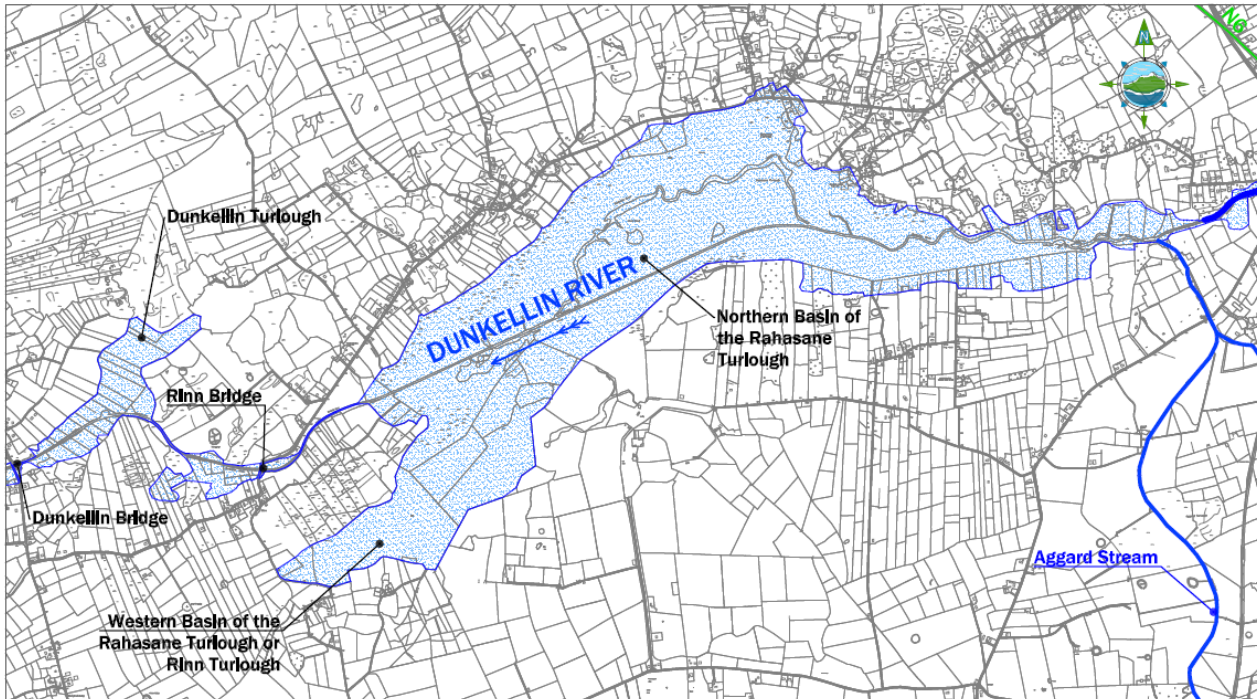 N6
N
Dunkellin Turlough
DUNKELLIN RIVER
Northern Basin of
the Rahasane
Turlough
Rinn Bridge
Dunkellin Bridge
Aggard Stream
Western Basin of the
Rahasane Turlough or
Rinn Turlough